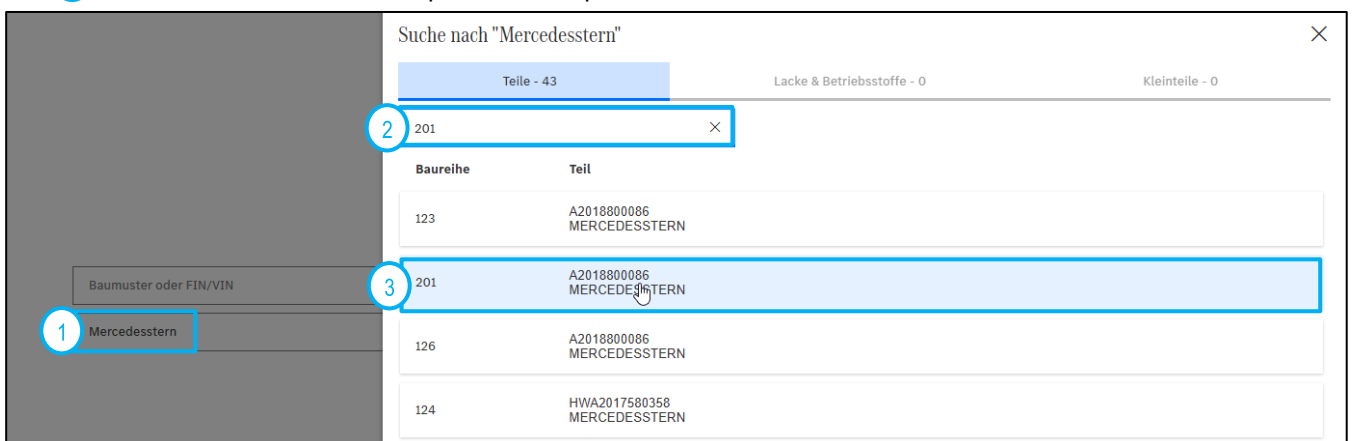 Suche nach "Mercedesstern"
Teile - 43
Lacke & Betriebsstoffe - 0
Kleinteile - 0
2
201
Baureihe
Teil
123
A2018800086
MERCEDESSTERN
Baumuster oder FIN/VIN
3
201
A2018800086
MERCEDESSTERN
1
Mercedesstern
126
A2018800086
MERCEDESSTERN
124
HWA2017580358
MERCEDESSTERN